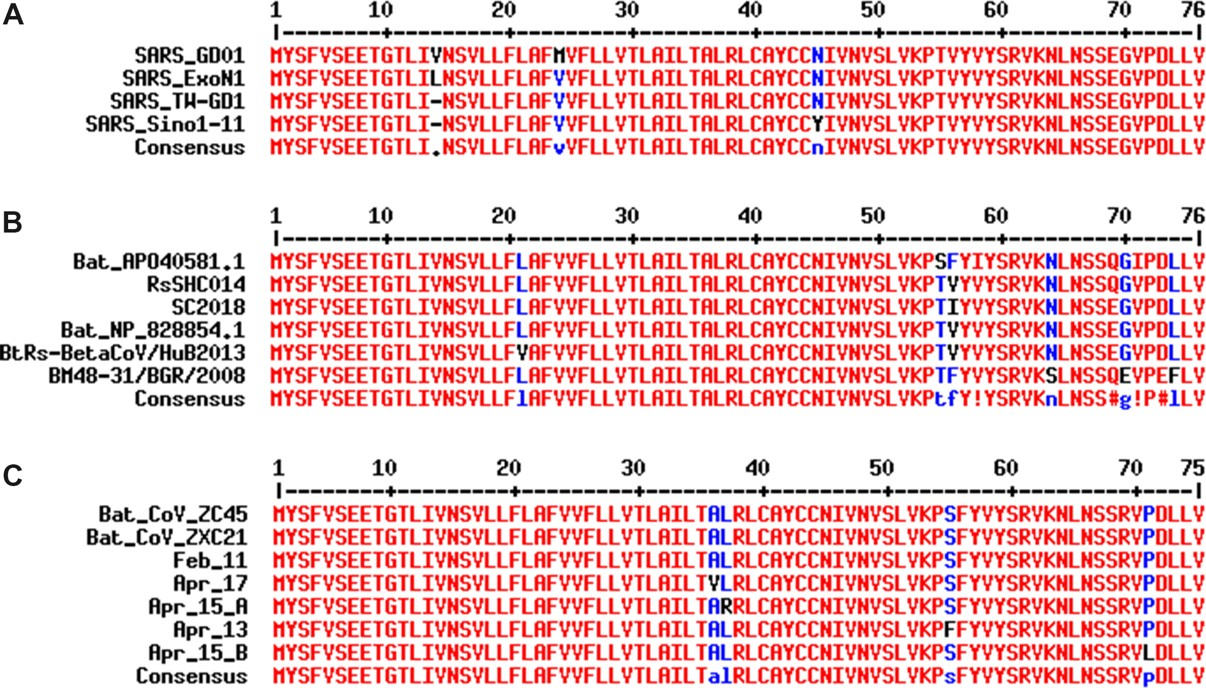 A
1 10 20 30 40 50 60 70 76
SARS_GD01 MYSFVSEETGTLIVNSVLLFLAFMVFLLVTLAILTALRLCAYCCNIVNVSLVKPTVYVYSRVKNLNSSEGVPDLLV
SARS_ExoN1 MYSFVSEETGTLILNSVLLFLAFVVFLLVTLAILTALRLCAYCCNIVNVSLVKPTVYVYSRVKNLNSSEGVPDLLV
SARS_TW-GD1 MYSFVSEETGTLI-NSVLLFLAFVVFLLVTLAILTALRLCAYCCNIVNVSLVKPTVYVYSRVKNLNSSEGVPDLLV
SARS_Sino1-11 MYSFVSEETGTLI-NSVLLFLAFVVFLLVTLAILTALRLCAYCCYIVNVSLVKPTVYVYSRVKNLNSSEGVPDLLV
Consensus MYSFVSEETGTLI.NSVLLFLAFvVFLLVTLAILTALRLCAYCCnIVNVSLVKPTVYVYSRVKNLNSSEGVPDLLV
B
1 10 20 30 40 50 60 70 76
Bat_APO40581.1 MYSFVSEETGTLIVNSVLLFLAFVVFLLVTLAILTALRLCAYCCNIVNVSLVKPSFYIYSRVKNLNSSQGIPDLLV
RsSHC014 MYSFVSEETGTLIVNSVLLFLAFVVFLLVTLAILTALRLCAYCCNIVNVSLVKPTVYVYSRVKNLNSSQGVPDLLV
SC2018 MYSFVSEETGTLIVNSVLLFLAFVVFLLVTLAILTALRLCAYCCNIVNVSLVKPTIYVYSRVKNLNSSEGVPDLLV
Bat_NP_828854.1 MYSFVSEETGTLIVNSVLLFLAFVVFLLVTLAILTALRLCAYCCNIVNVSLVKPTVYVYSRVKNLNSSEGVPDLLV
BtRs-BetaCoV/HuB2013 MYSFVSEETGTLIVNSVLLFVAFVVFLLVTLAILTALRLCAYCCNIVNVSLVKPTVYVYSRVKNLNSSEGVPDLLV
BM48-31/BGR/2008 MYSFVSEETGTLIVNSVLLFLAFVVFLLVTLAILTALRLCAYCCNIVNVSLVKPTFYVYSRVKSLNSSQEVPEFLV
Consensus MYSFVSEETGTLIVNSVLLFlAFVVFLLVTLAILTALRLCAYCCNIVNVSLVKPtfY!YSRVKnLNSS#g!P#lLV
C
1 10 20 30 40 50 60 70 75
Bat_CoV_ZC45 MYSFVSEETGTLIVNSVLLFLAFVVFLLVTLAILTALRLCAYCCNIVNVSLVKPSFYVYSRVKNLNSSRVPDLLV
Bat_CoV_ZXC21 MYSFVSEETGTLIVNSVLLFLAFVVFLLVTLAILTALRLCAYCCNIVNVSLVKPSFYVYSRVKNLNSSRVPDLLV
Feb_11 MYSFVSEETGTLIVNSVLLFLAFVVFLLVTLAILTALRLCAYCCNIVNVSLVKPSFYVYSRVKNLNSSRVPDLLV
Apr_17 MYSFVSEETGTLIVNSVLLFLAFVVFLLVTLAILTVLRLCAYCCNIVNVSLVKPSFYVYSRVKNLNSSRVPDLLV
Apr_15_A MYSFVSEETGTLIVNSVLLFLAFVVFLLVTLAILTARRLCAYCCNIVNVSLVKPSFYVYSRVKNLNSSRVPDLLV
Apr_13 MYSFVSEETGTLIVNSVLLFLAFVVFLLVTLAILTALRLCAYCCNIVNVSLVKPFFYVYSRVKNLNSSRVPDLLV
Apr_15_B MYSFVSEETGTLIVNSVLLFLAFVVFLLVTLAILTALRLCAYCCNIVNVSLVKPSFYVYSRVKNLNSSRVLDLLV
Consensus MYSFVSEETGTLIVNSVLLFLAFVVFLLVTLAILTalRLCAYCCNIVNVSLVKPsFYVYSRVKNLNSSRVpDLLV